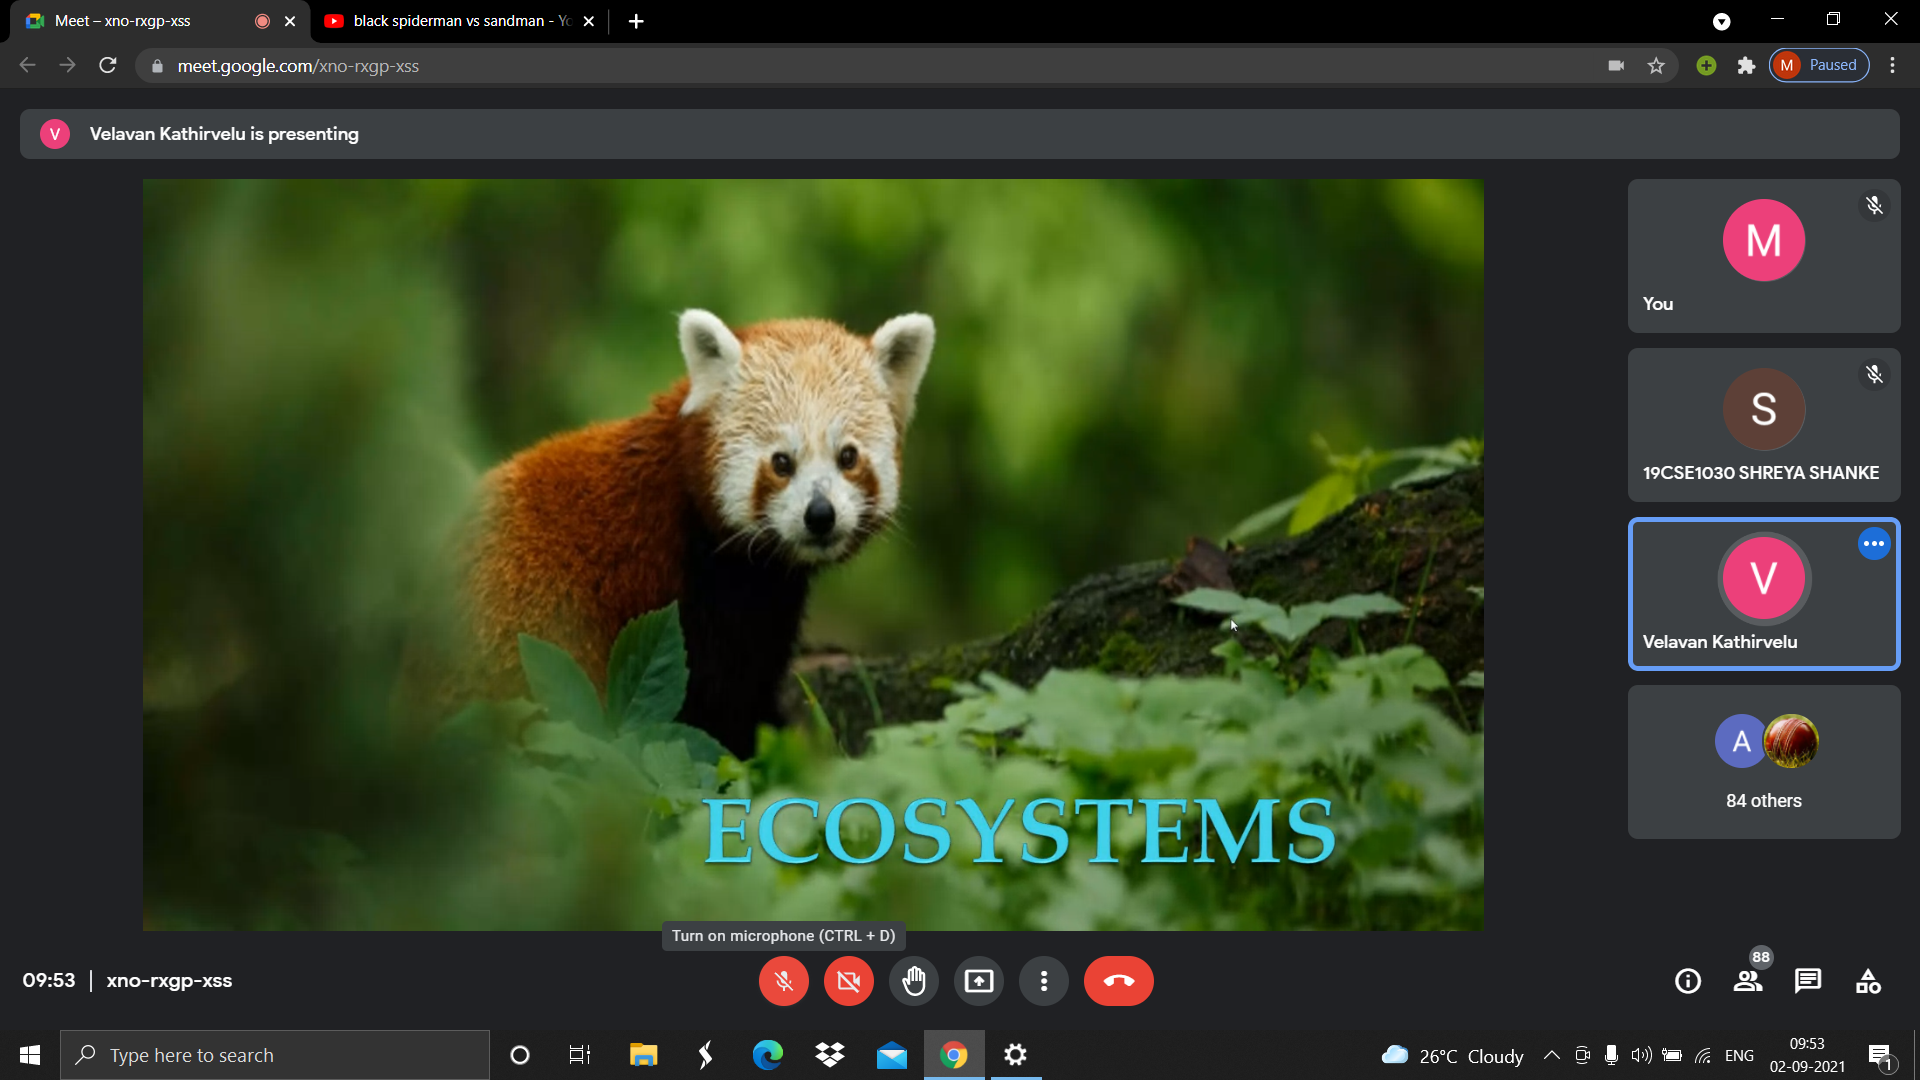 Meet – xno-rxgp-xss
black spiderman vs sandman - Yo
meet.google.com/xno-rxgp-xss
M
Paused
V
Velavan Kathirvelu is presenting
M
You
S
19CSE1030 SHREYA SHANKE
V
Velavan Kathirvelu
A
84 others
ECOSYSTEMS
Turn on microphone (CTRL + D)
09:53 | xno-rxgp-xss
88
Type here to search
26°C Cloudy
ENG
09:53
02-09-2021
1